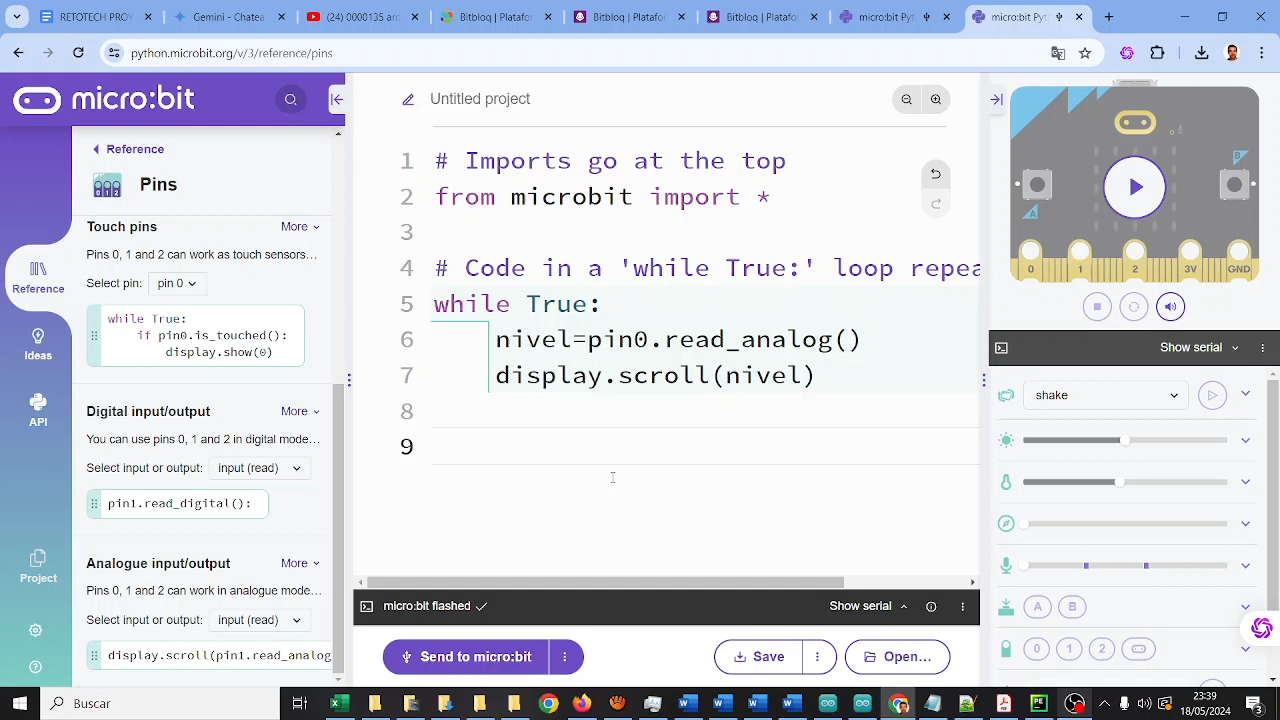 RETOTECH PROY
Gemini - Chatea
(24) 0000135 ar
Bitbloq | Platafor
Bitbloq | Platafor
Bitbloq | Platafor
micro:bit Pyt
micro:bit Pyt
python.microbit.org/v/3/reference/pins
micro:bit
Reference
Ideas
API
Project
Reference
Pins
Touch pins
More
Pins 0, 1 and 2 can work as touch sensors...
Select pin:
pin 0
while True:
if pin0.is_touched():
display.show(0)
Digital input/output
More
You can use pins 0, 1 and 2 in digital mode...
Select input or output:
input (read)
pin1.read_digital():
Analogue input/output
More
Pins 0, 1 and 2 can work in analogue mode...
Select input or output:
input (read)
display.scroll(pin1.read_analog
Untitled project
1 # Imports go at the top
2 from microbit import *
3
4 # Code in a 'while True:' loop repea
5 while True:
6 nivel=pin0.read_analog()
7 display.scroll(nivel)
8
9
micro:bit flashed
Show serial
Send to micro:bit
Save
Open...
A
B
0 1 2 3V GND
Show serial
shake
A B
0 1 2
Buscar
23:39
18/05/2024
3